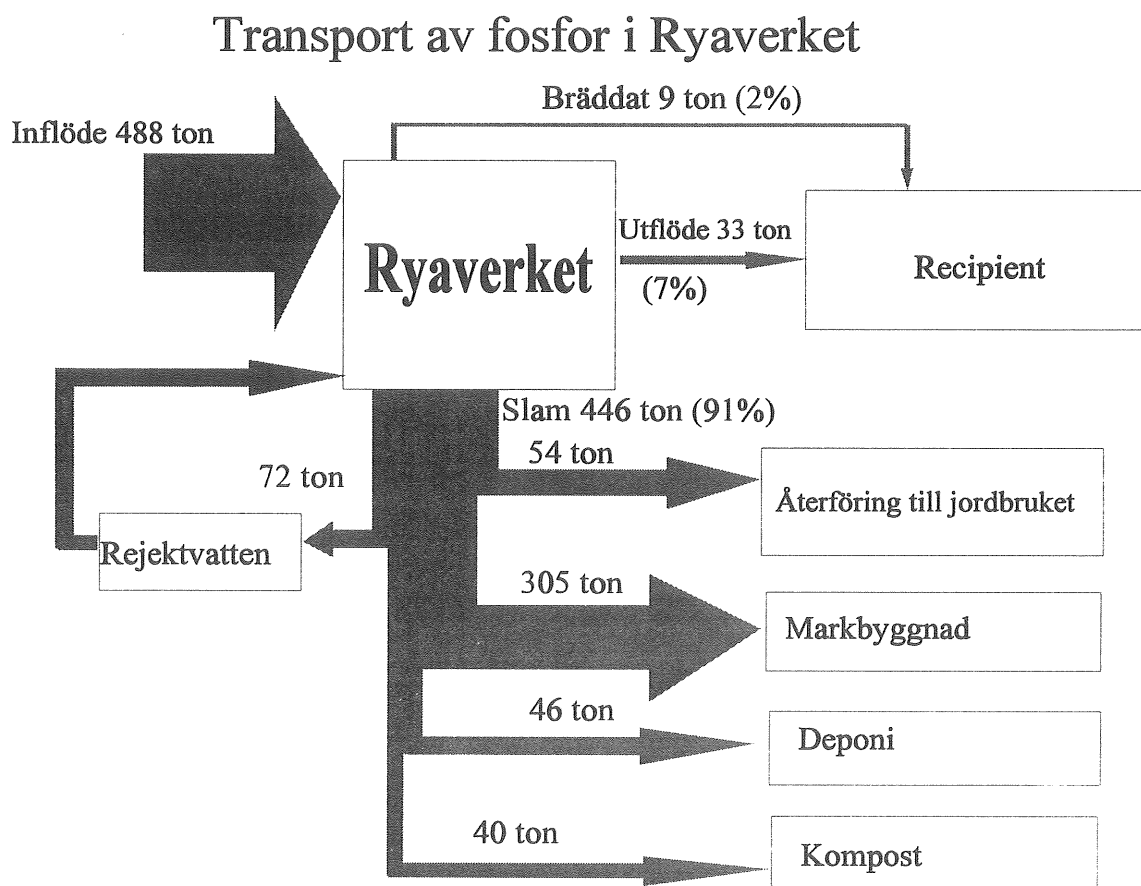 Transport av fosfor i Ryaverket
Bräddat 9 ton (2%)
Inflöde 488 ton
Ryaverket
Utflöde 33 ton
(7%)
Recipient
Slam 446 ton (91%)
54 ton
Återföring till jordbruket
72 ton
Rejektvatten
305 ton
Markbyggnad
46 ton
Deponi
40 ton
Kompost